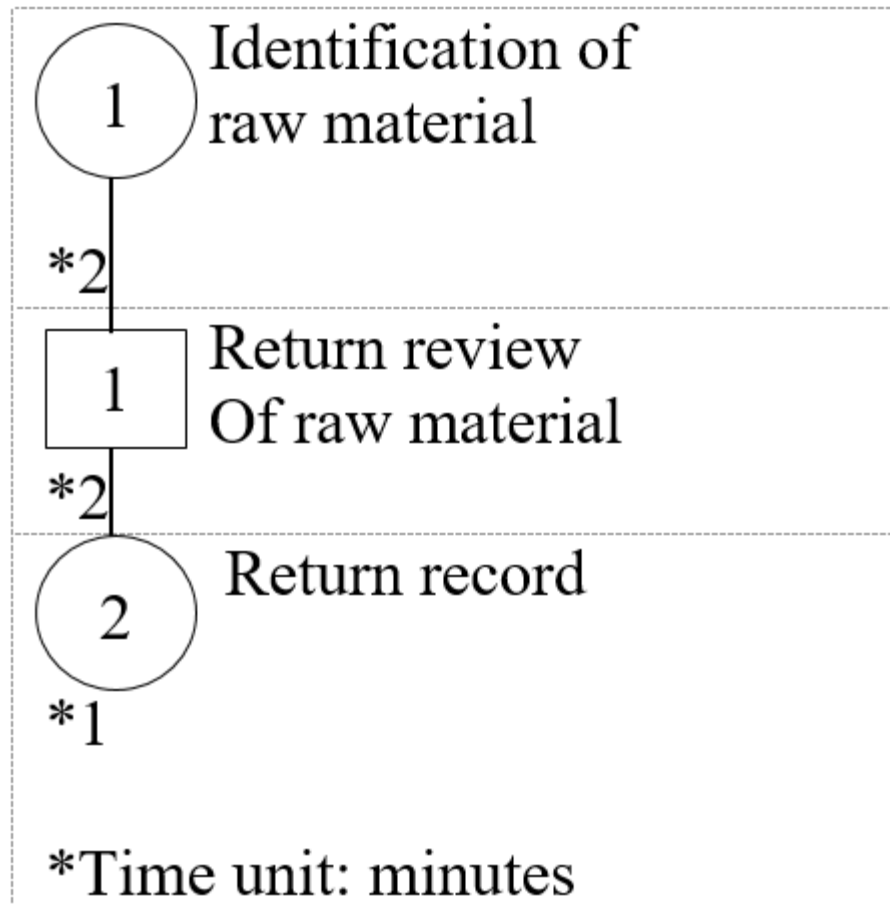 1
Identification of
raw material
*2
1
Return review
Of raw material
*2
2
Return record
*1
*Time unit: minutes